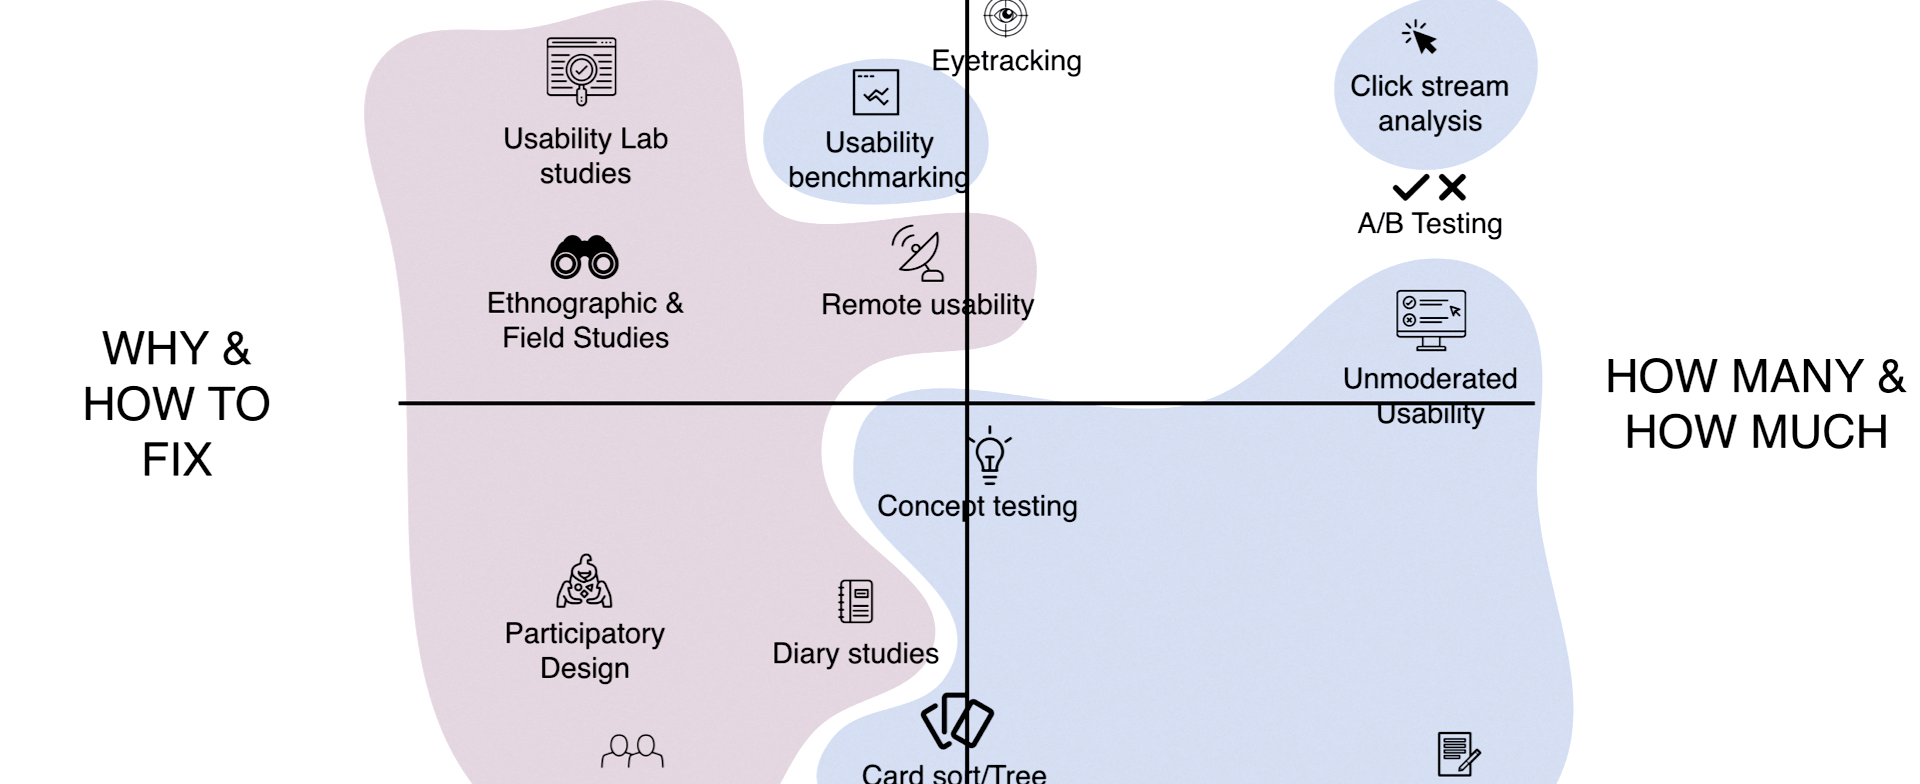 Eyetracking
Click stream
analysis
Usability Lab
studies
Usability
benchmarking
A/B Testing
Ethnographic &
Field Studies
Remote usability
WHY &
HOW TO
FIX
Unmoderated
Usability
HOW MANY &
HOW MUCH
Concept testing
Participatory
Design
Diary studies
Card sort/Tree